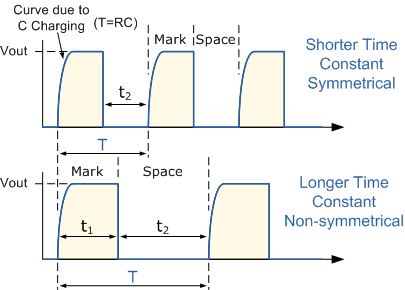 Curve due to
C Charging
(T=RC)
Vout
Mark
Space
t2
T
Shorter Time
Constant
Symmetrical
Mark
Space
Vout
t1
t2
T
Longer Time
Constant
Non-symmetrical